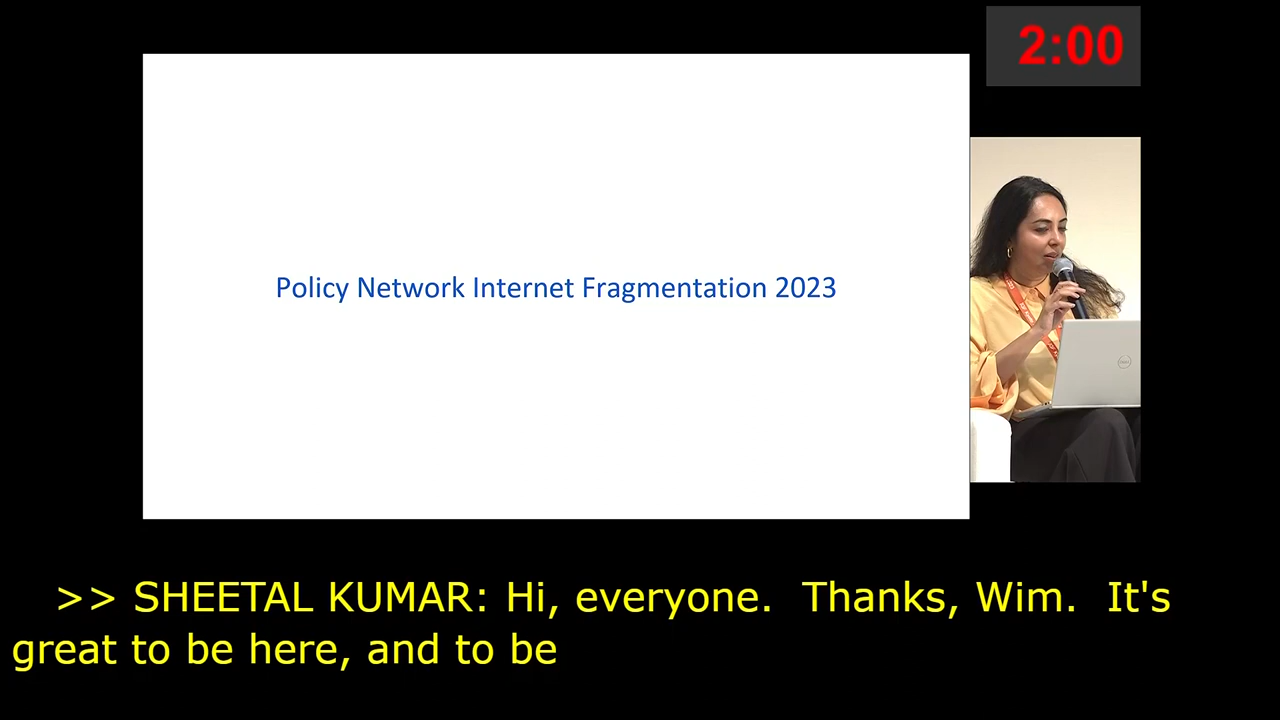 2:00
Policy Network Internet Fragmentation 2023
>> SHEETAL KUMAR: Hi, everyone. Thanks, Wim. It's
great to be here, and to be